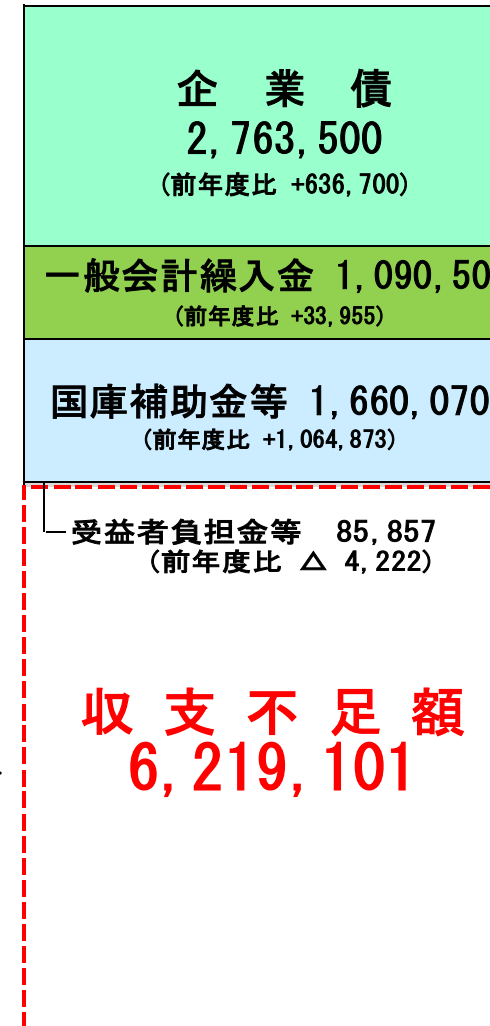 企 業 債
2,763,500
(前年度比 +636,700)
一般会計繰入金 1,090,50
(前年度比 +33,955)
国庫補助金等 1,660,070
(前年度比 +1,064,873)
受益者負担金等 85,857
(前年度比 △ 4,222)
収 支 不 足 額
6,219,101